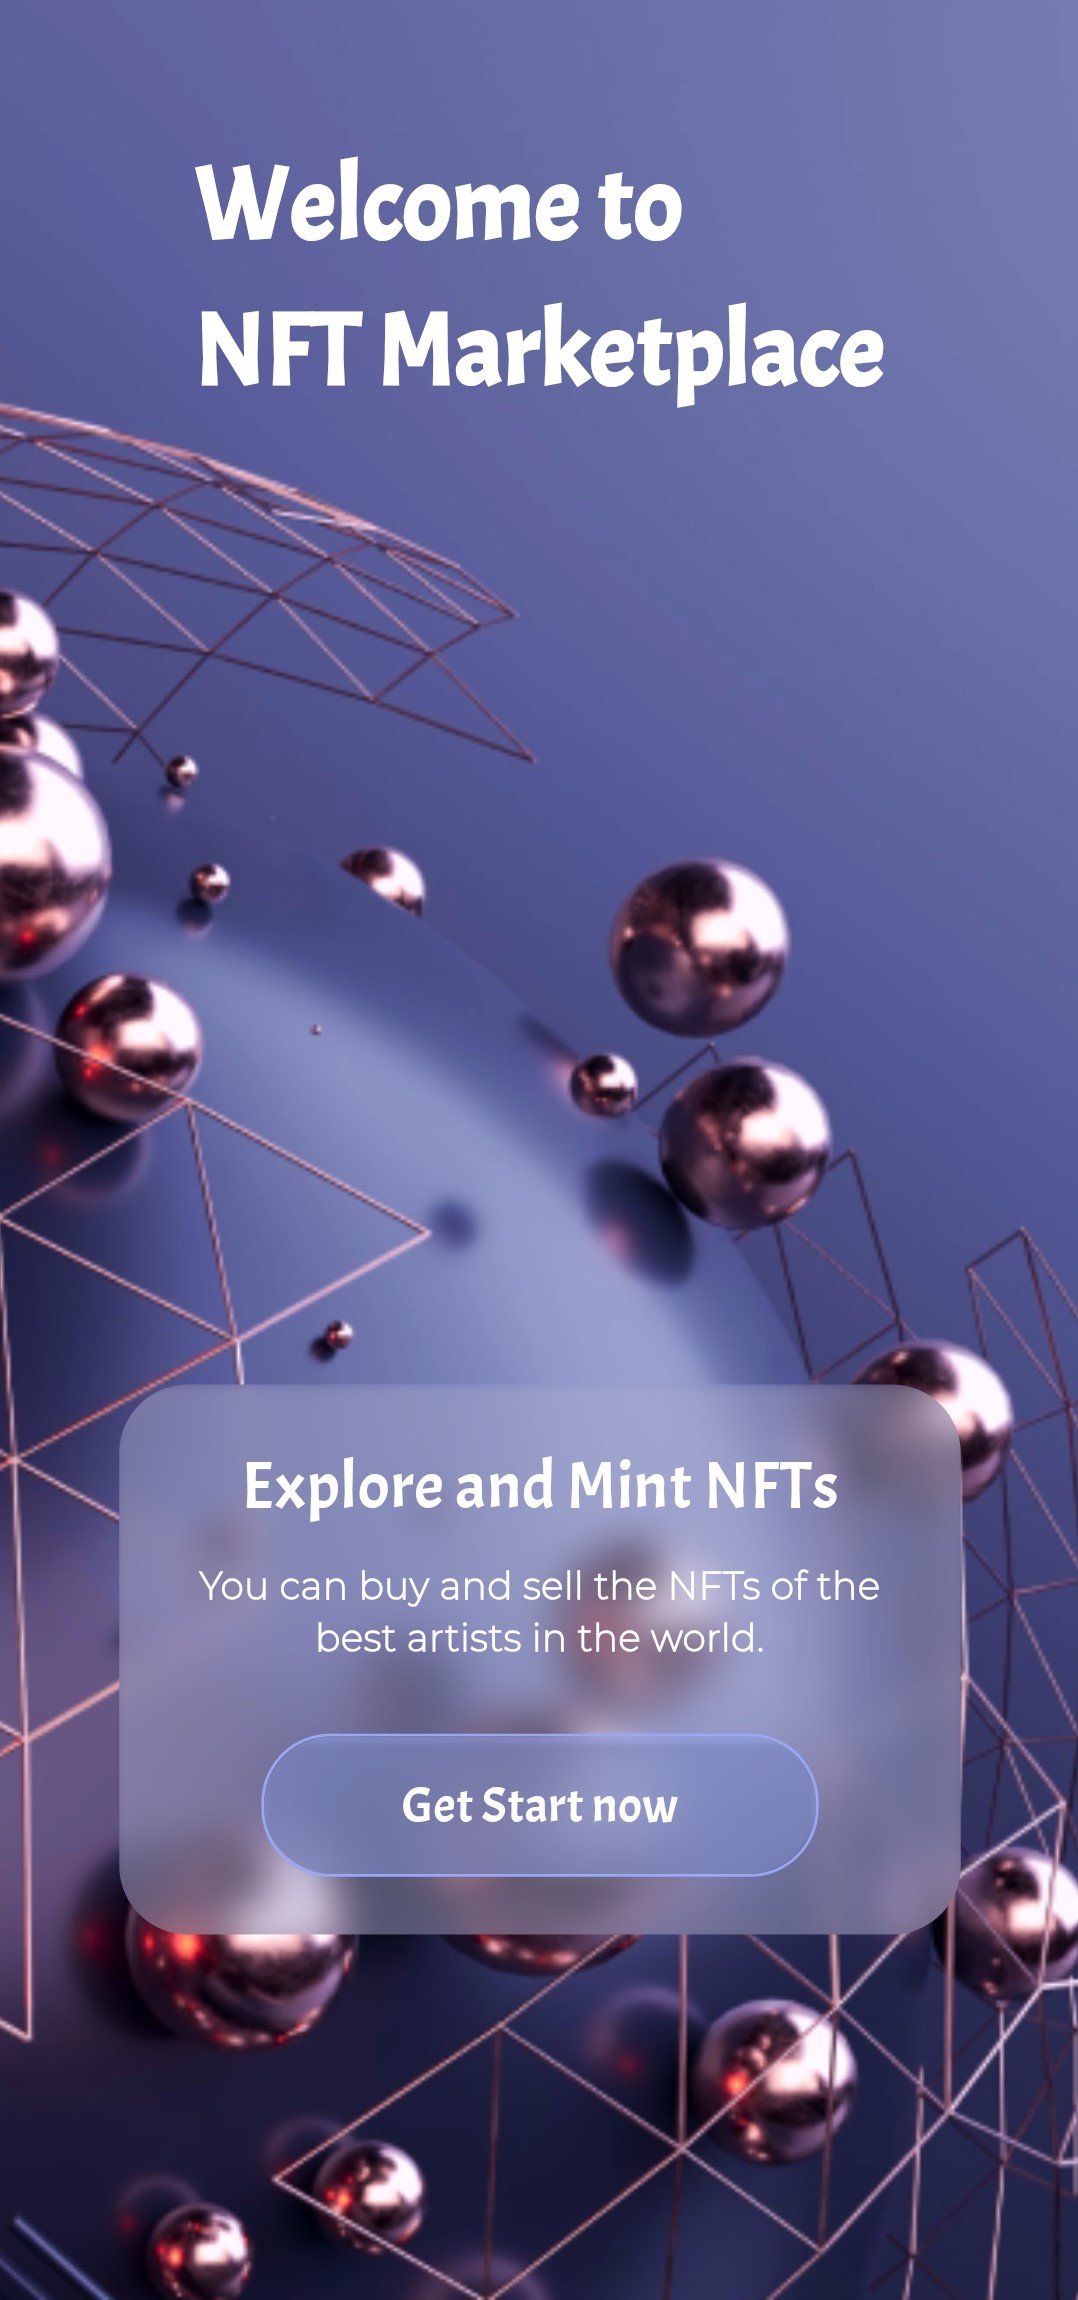 Welcome to
NFT Marketplace
Explore and Mint NFTs
You can buy and sell the NFTs of the
best artists in the world.
Get Start now